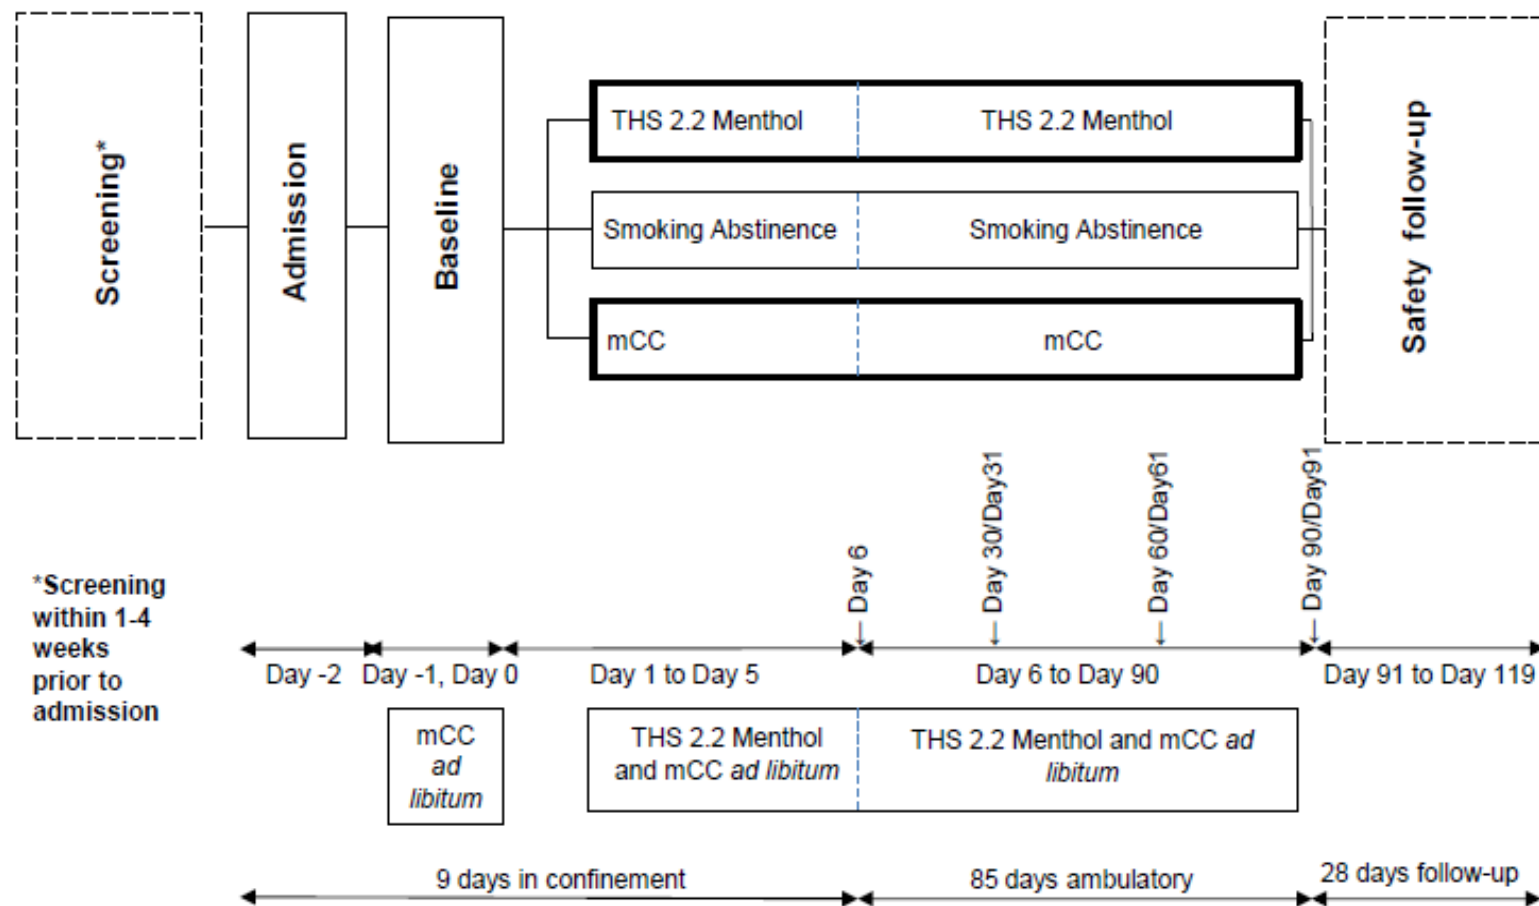 Screening*
Admission
Baseline
THS 2.2 Menthol
THS 2.2 Menthol
Smoking Abstinence
Smoking Abstinence
mCC
mCC
Safety follow-up
← Day 6
← Day 30/Day31
← Day 60/Day61
← Day 90/Day91
*Screening
within 1-4
weeks
prior to
admission
Day -2
Day -1, Day 0
Day 1 to Day 5
Day 6 to Day 90
Day 91 to Day 119
mCC
ad
libitum
THS 2.2 Menthol
and mCC ad libitum
THS 2.2 Menthol and mCC ad
libitum
9 days in confinement
85 days ambulatory
28 days follow-up